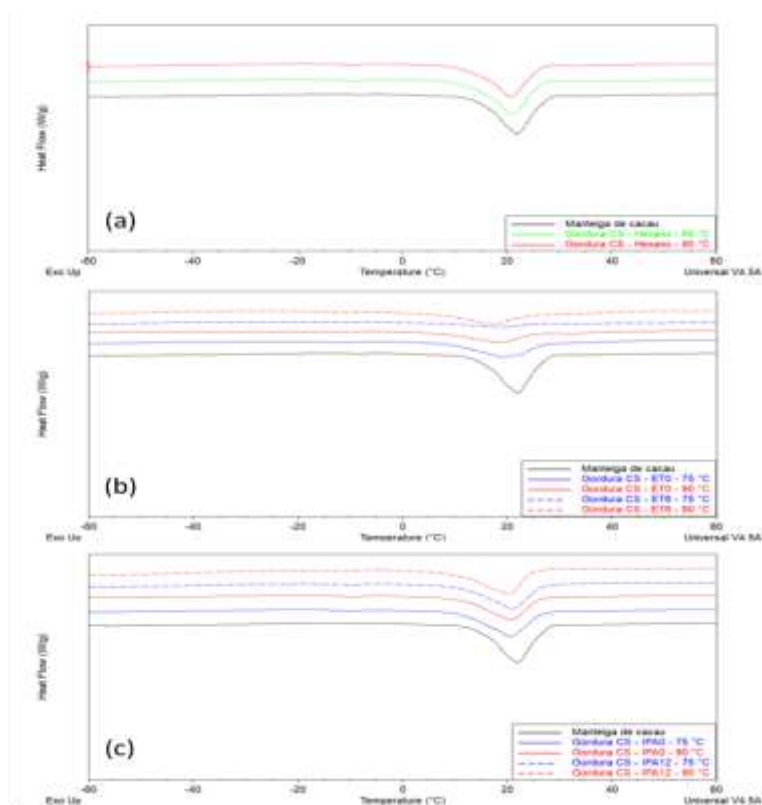 Heat Flow (W/g)
(a)
Manteiga de cacau
Gordura CS - Hexano -
Gordura CS - Hexano -
-60 -40 -20 0 20 40 60
Exo Up Temperature (°C) Universal V4.5A
Heat Flow (W/g)
(b)
Manteiga de cacau
Gordura CS - ET0 - 75 °C
Gordura CS - ET0 - 90 °C
Gordura CS - - 75 °C
Gordura CS - - 90 °C
-60 -40 -20 0 20 40 60
Exo Up Temperature (°C) Universal V4.5A
Heat Flow (W/g)
(c)
Manteiga de cacau
Gordura CS - IPA0 - 75 °C
Gordura CS - IPA0 - 90 °C
Gordura CS - IPA12 - 75 °C
Gordura CS - IPA12 - 90 °C
-60 -40 -20 0 20 40 60
Exo Up Temperature (°C) Universal V4.5A